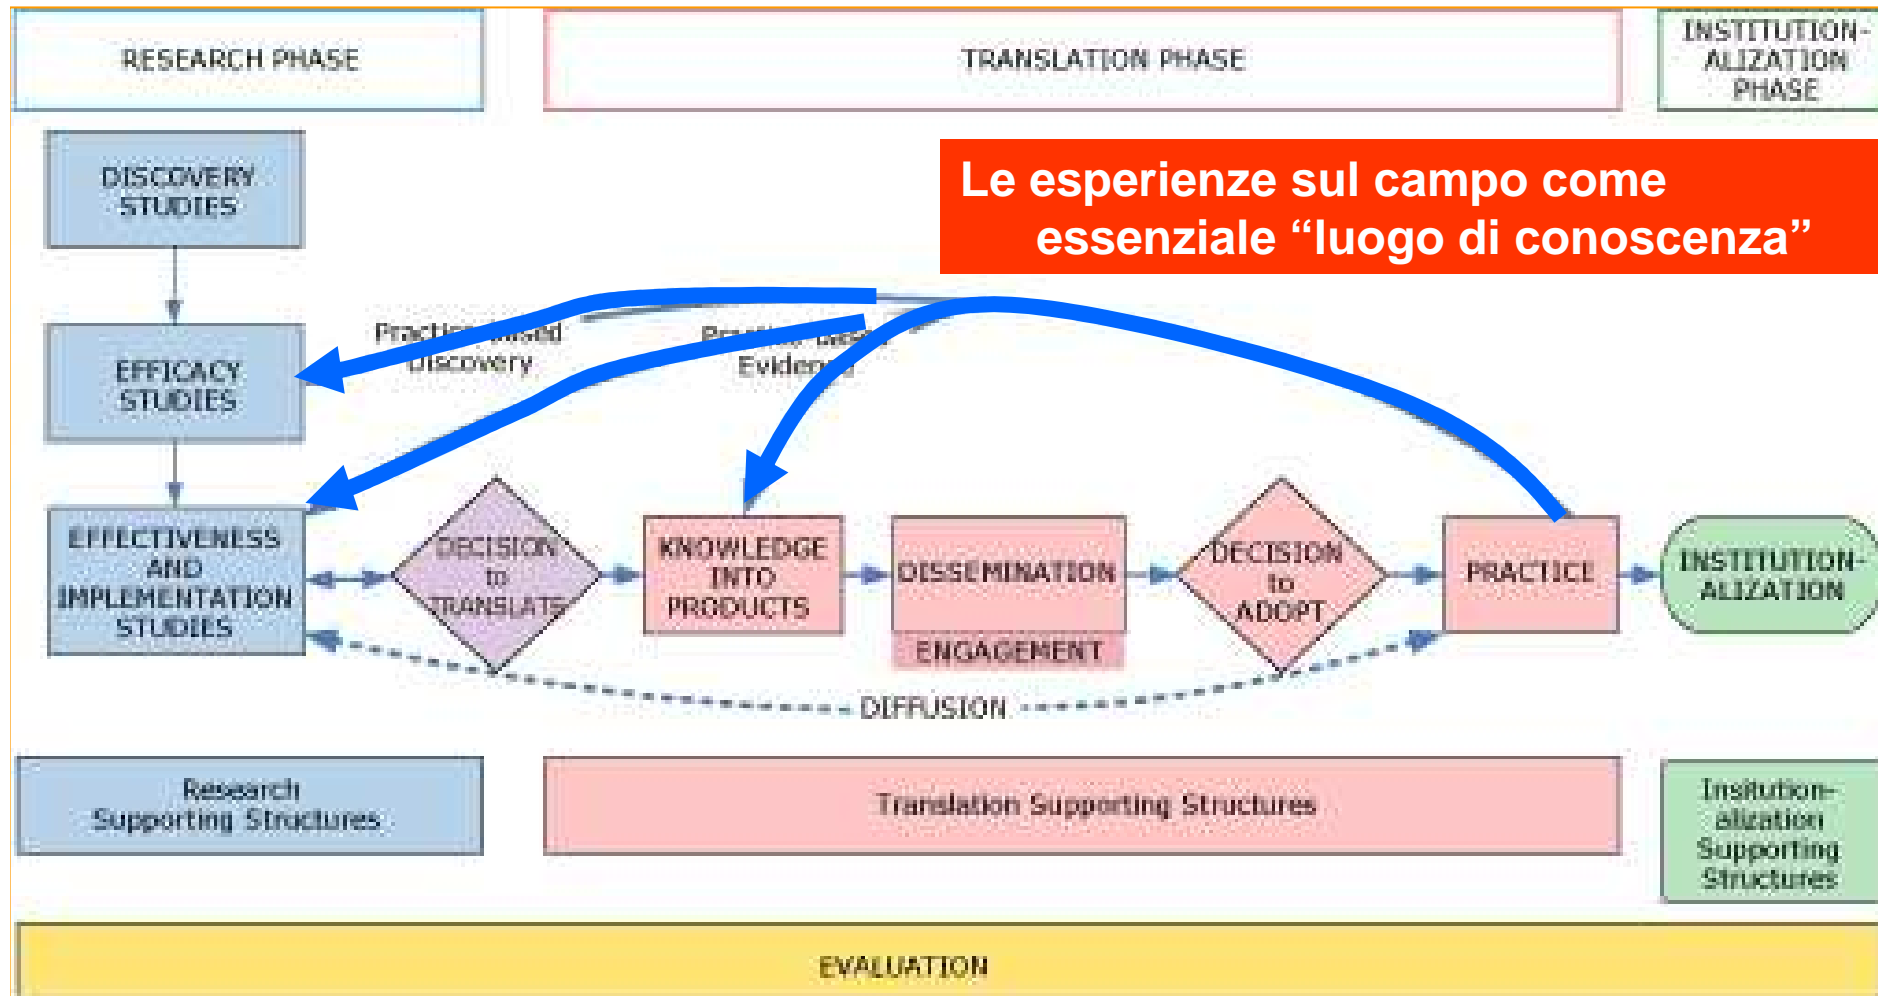 RESEARCH PHASE
TRANSLATION PHASE
INSTITUTION-
ALIZATION
PHASE
DISCOVERY
STUDIES
Le esperienze sul campo come
essenziale “luogo di conoscenza”
Discovery
EFFICACY
STUDIES
EFFECTIVENESS
AND
IMPLEMENTATION
STUDIES
DECISION
to
TRANSLATS
KNOWLEDGE
INTO
PRODUCTS
DISSEMINATION
ENGAGEMENT
DECISION
to
ADOPT
PRACTICE
INSTITUTION-
ALIZATION
DIFFUSION
Research
Supporting Structures
Translation Supporting Structures
Insitution-
alization
Supporting
Structures
EVALUATION